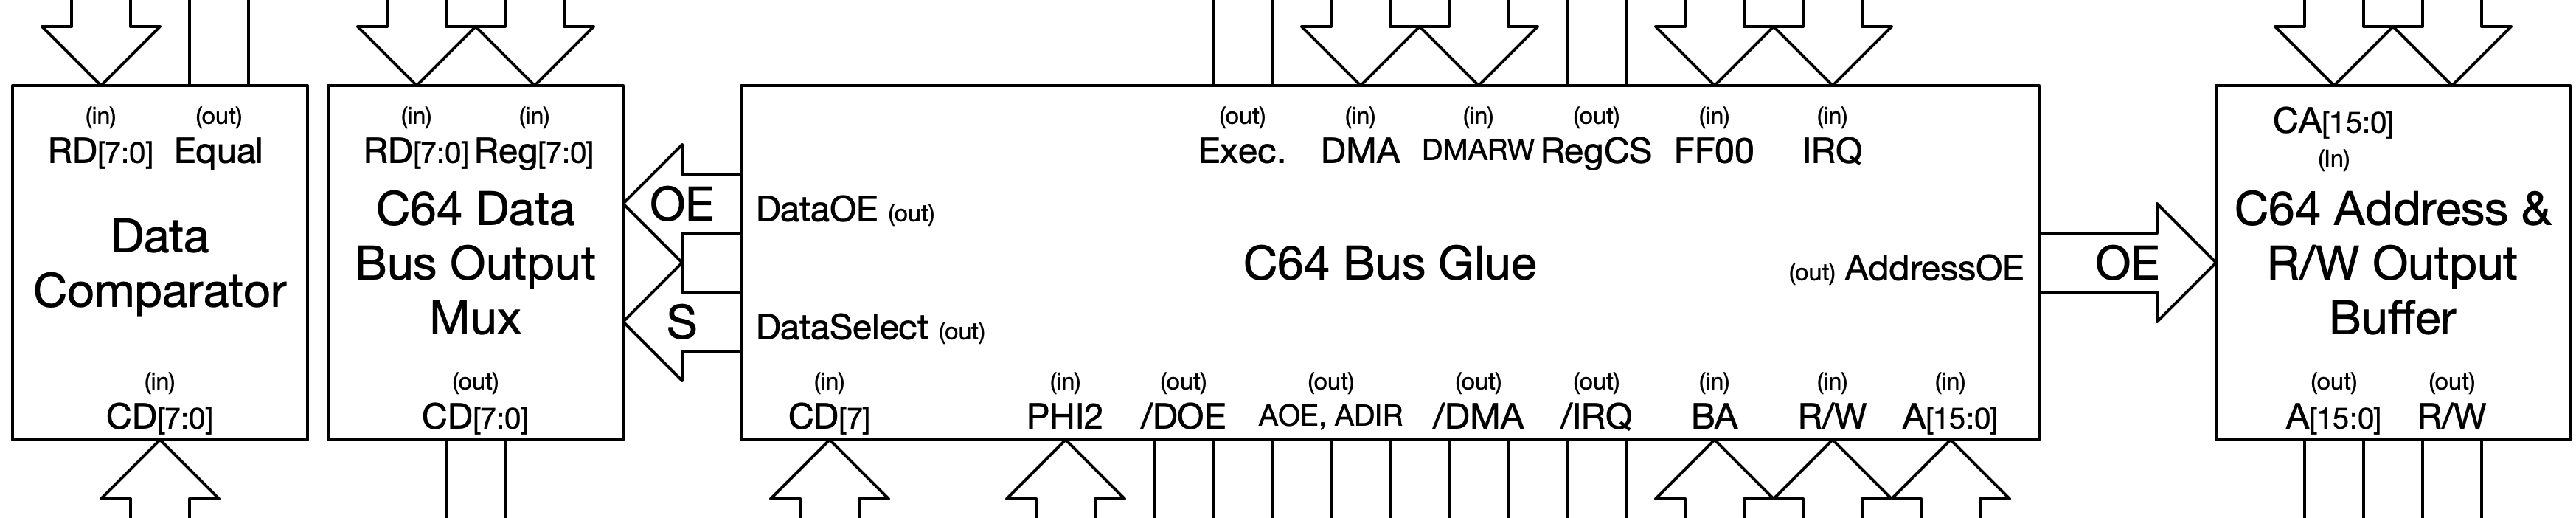 (in) (out)
RD[7:0] Equal
Data
Comparator
(in)
CD[7:0]
(in) (in)
RD[7:0] Reg[7:0]
C64 Data
Bus Output
Mux
(out)
CD[7:0]
OE
S
(out) (in) (in) (out) (in) (in)
Exec. DMA DMARW RegCS FF00 IRQ
DataOE (out)
C64 Bus Glue
(out) AddressOE
DataSelect (out)
(in) (in) (out) (out) (out) (out) (in) (in) (in)
CD[7] PHI2 /DOE AOE, ADIR /DMA /IRQ BA R/W A[15:0]
OE
CA[15:0]
(In)
C64 Address &
R/W Output
Buffer
(out) (out)
A[15:0] R/W